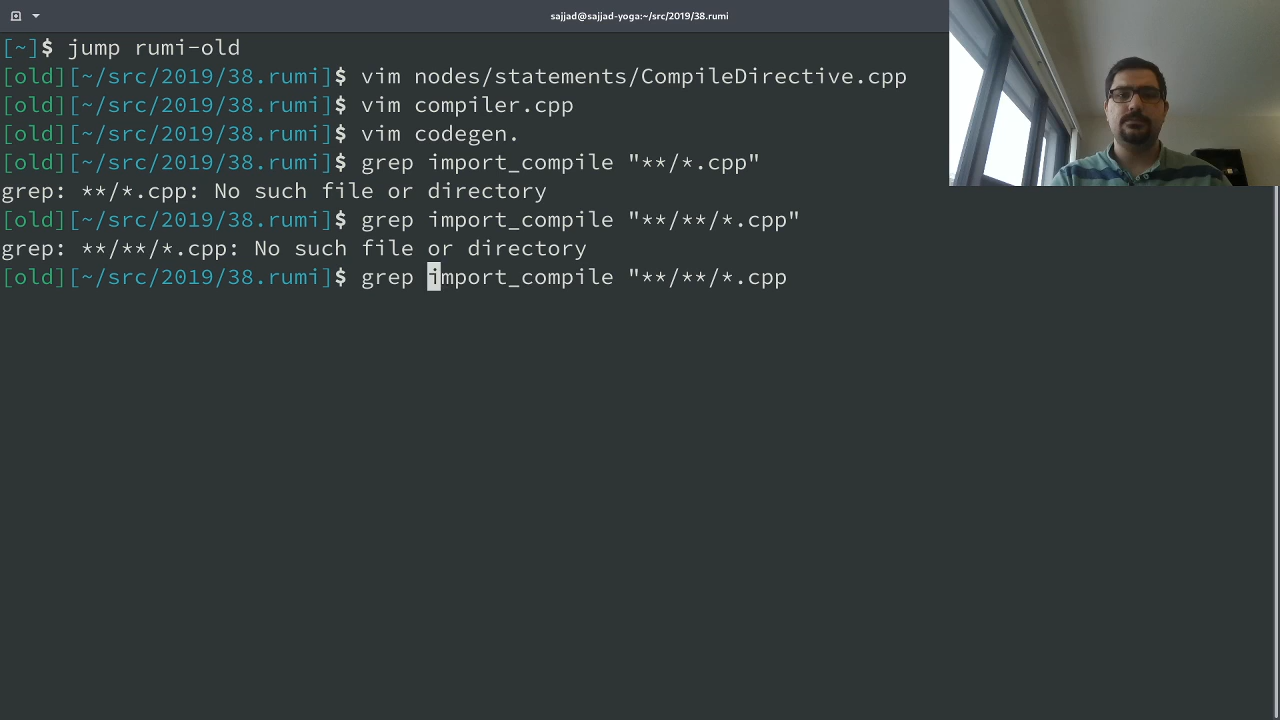 sajjad@sajjad-yoga:~/src/2019/38.rumi
[~]$ jump rumi-old
[old][~/src/2019/38.rumi]$ vim nodes/statements/CompileDirective.cpp
[old][~/src/2019/38.rumi]$ vim compiler.cpp
[old][~/src/2019/38.rumi]$ vim codegen.
[old][~/src/2019/38.rumi]$ grep import_compile "**/*.cpp"
grep: **/*.cpp: No such file or directory
[old][~/src/2019/38.rumi]$ grep import_compile "**/**/*.cpp"
grep: **/**/*.cpp: No such file or directory
[old][~/src/2019/38.rumi]$ grep import_compile "**/**/*.cpp